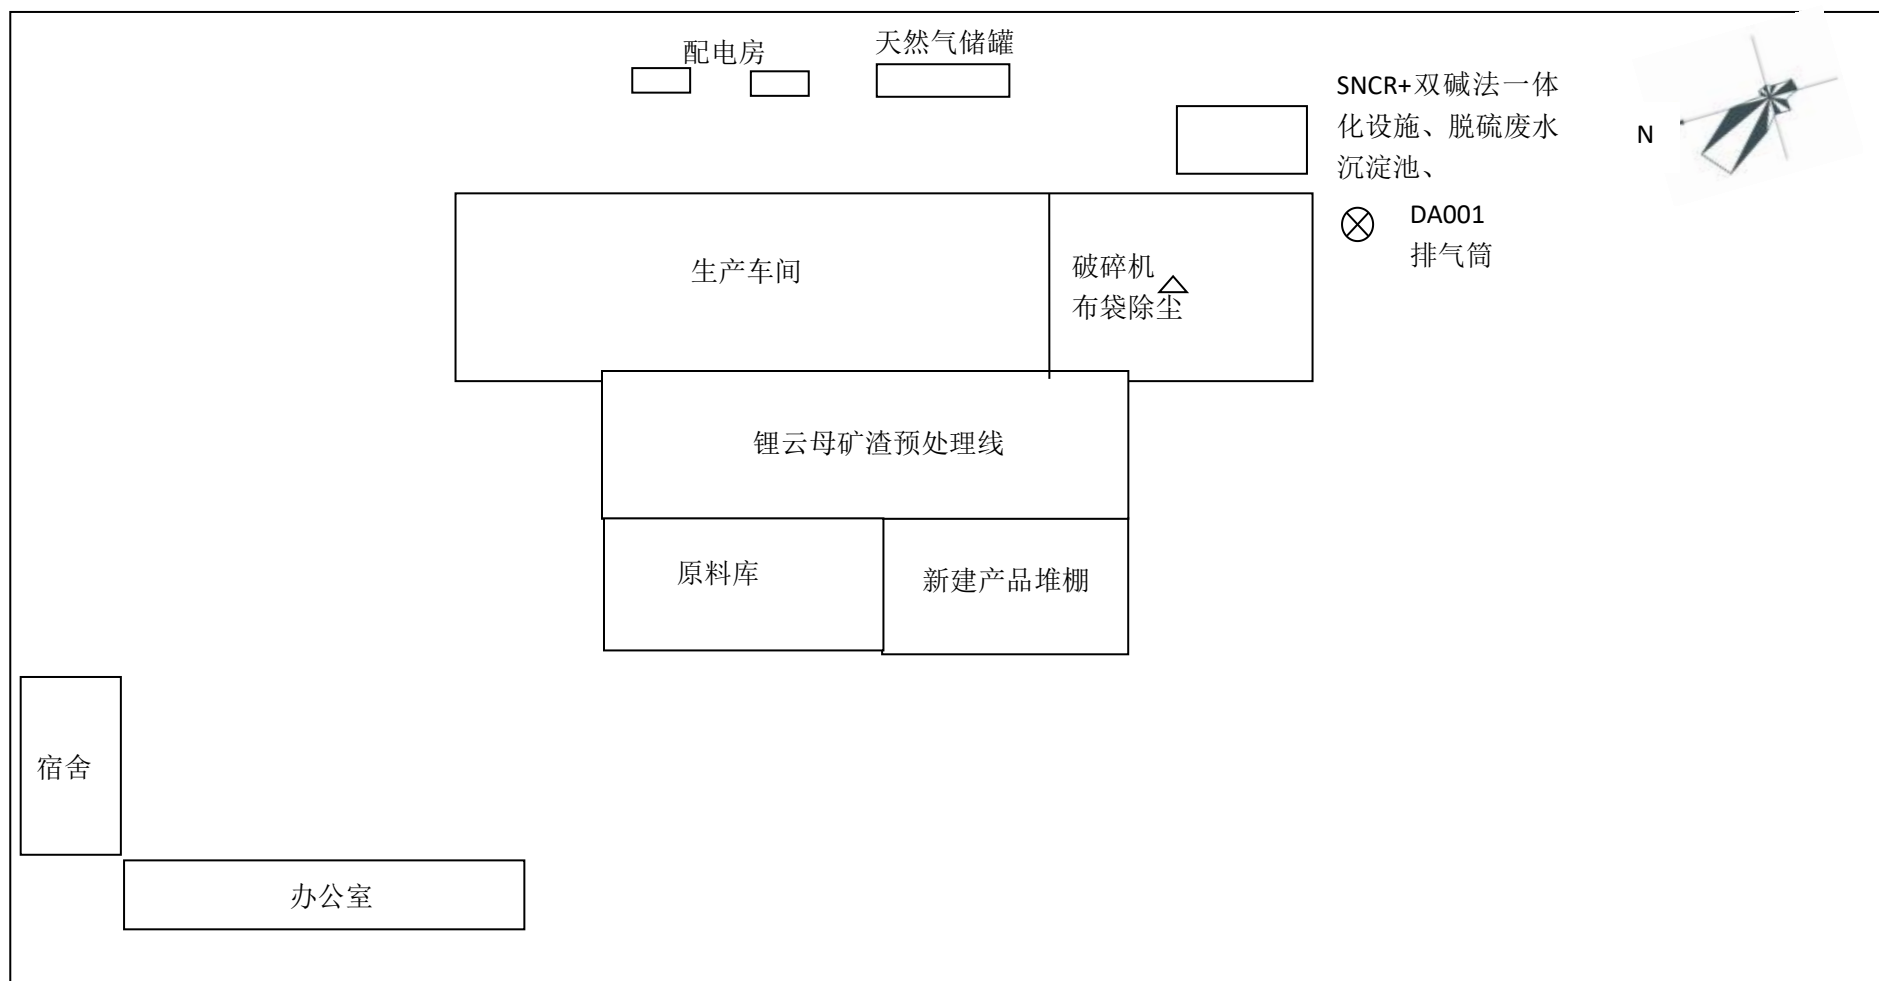 配电房
天然气储罐
SNCR+双碱法一体
化设施、脱硫废水
沉淀池、
N
DA001
排气筒
生产车间
破碎机
布袋除尘
锂云母矿渣预处理线
原料库
新建产品堆棚
宿舍
办公室